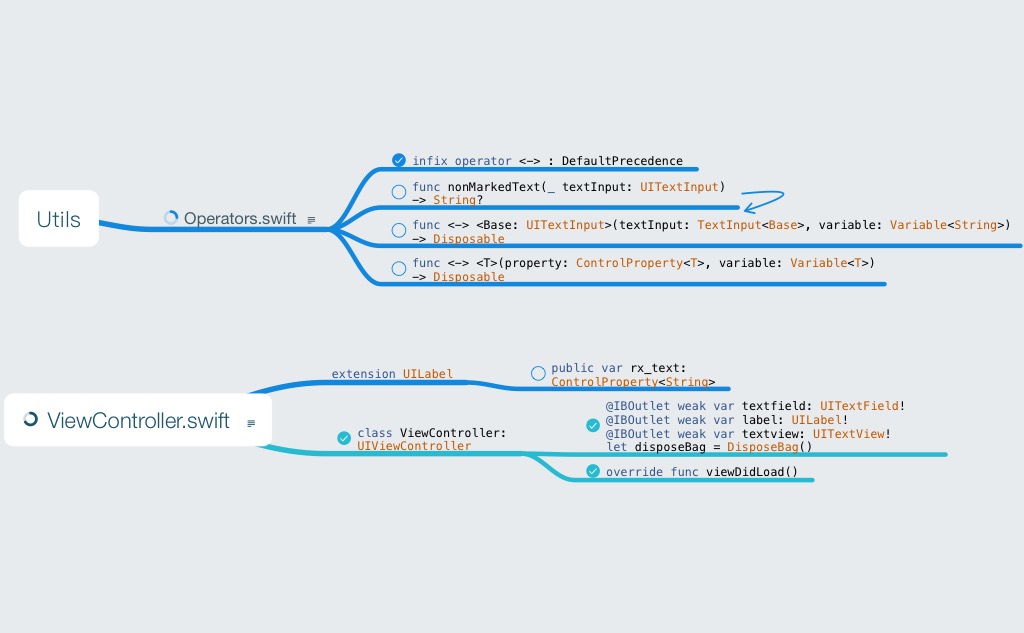 Utils
Operators.swift
infix operator <-> : DefaultPrecedence
func nonMarkedText(_ textInput: UITextInput)
-> String?
func <-> <Base: UITextInput>(textInput: TextInput<Base>, variable: Variable<String>)
-> Disposable
func <-> <T>(property: ControlProperty<T>, variable: Variable<T>)
-> Disposable
ViewController.swift
extension UILabel
public var rx_text:
ControlProperty<String>
class ViewController:
UIViewController
@IBOutlet weak var textfield: UITextField!
@IBOutlet weak var label: UILabel!
@IBOutlet weak var textview: UITextView!
let disposeBag = DisposeBag()
override func viewDidLoad()